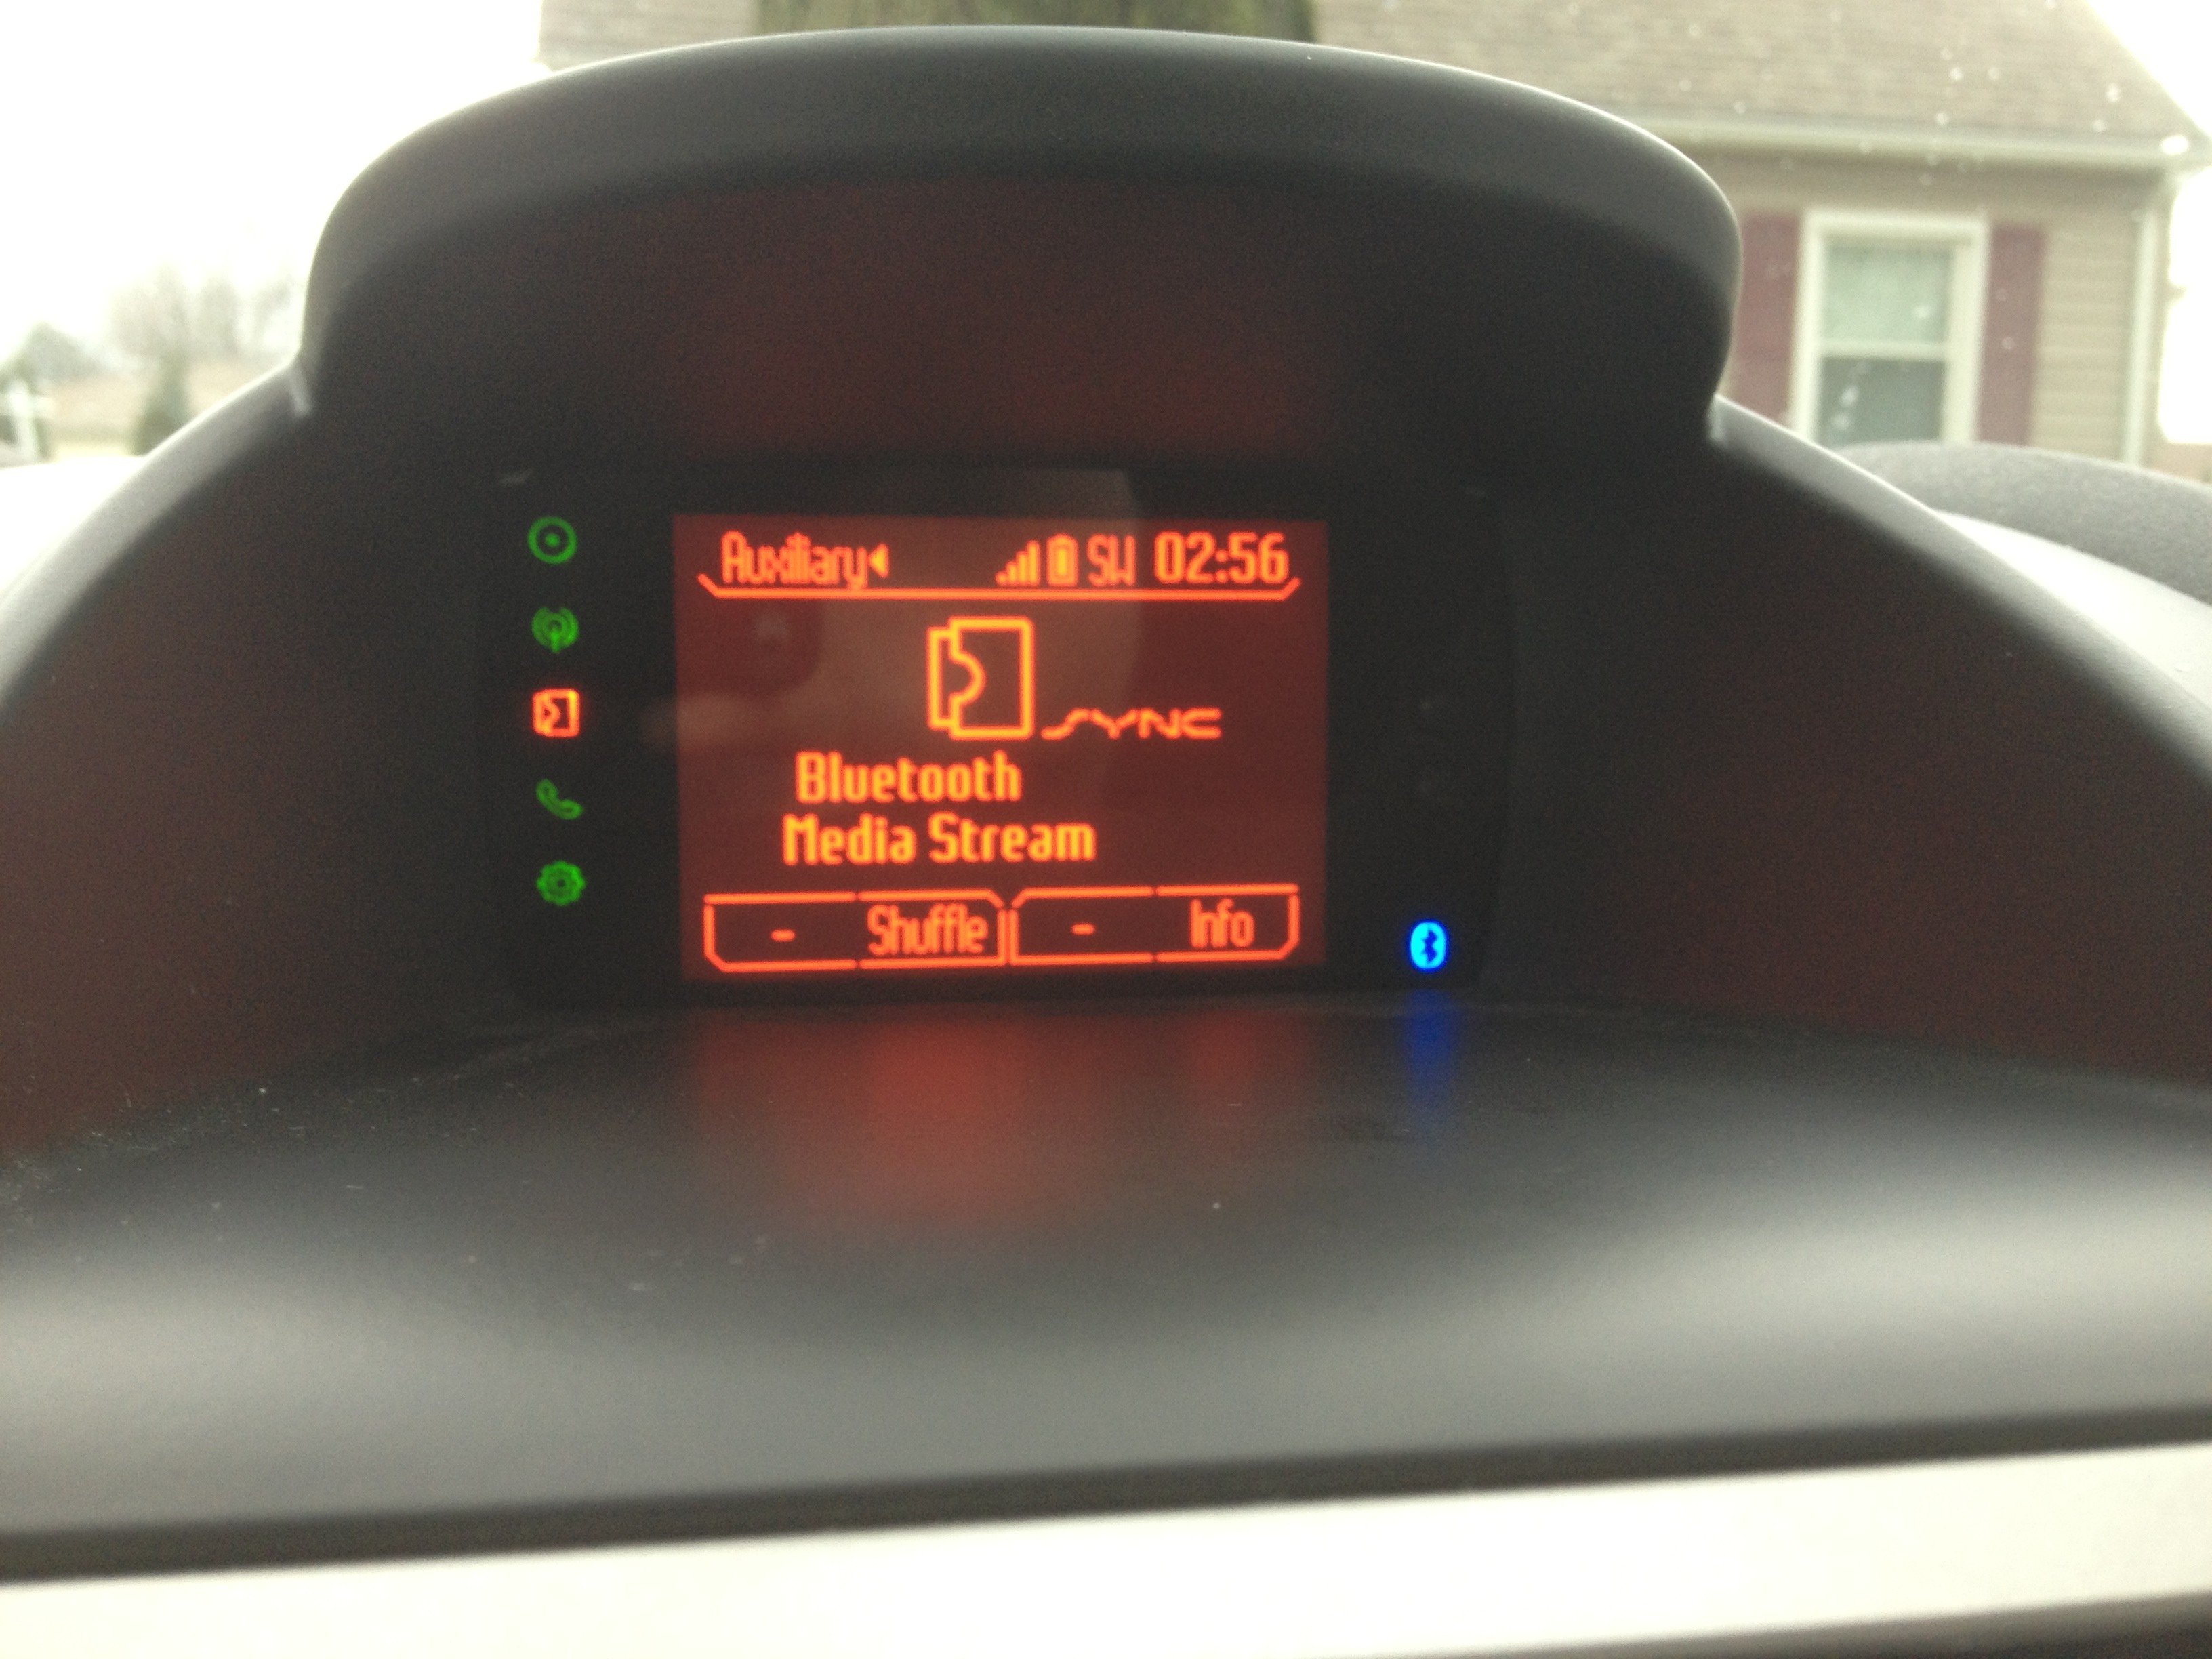 Auxiliary SW 02:56
SYNC
Bluetooth
Media Stream
- Shuffle - Info